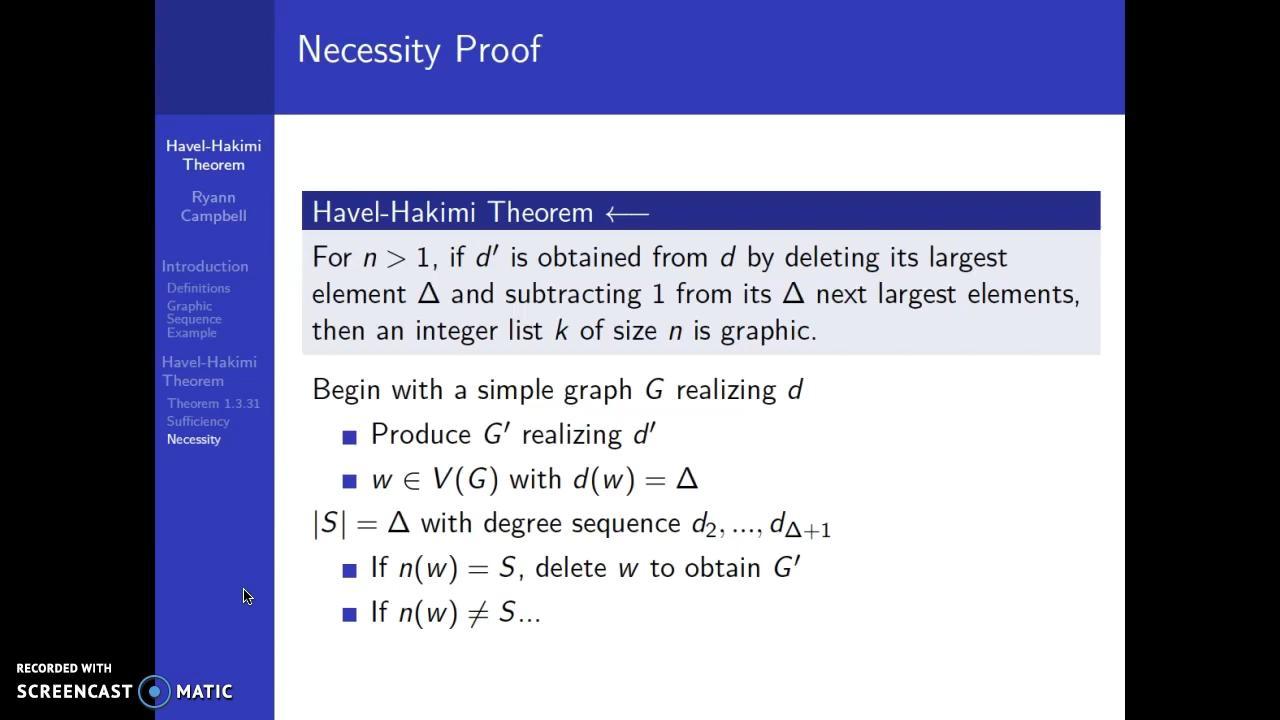 Necessity Proof
Havel-Hakimi
Theorem
Ryann
Campbell
Introduction
Definitions
Graphic
Sequence
Example
Havel-Hakimi
Theorem
Theorem 1.3.31
Sufficiency
Necessity
Havel-Hakimi Theorem ⟵
For n > 1, if d′ is obtained from d by deleting its largest
element Δ and subtracting 1 from its Δ next largest elements,
then an integer list k of size n is graphic.
Begin with a simple graph G realizing d
■ Produce G′ realizing d′
■ w ∈ V(G) with d(w) = Δ
|S| = Δ with degree sequence d₂, ..., d_{Δ+1}
■ If n(w) = S, delete w to obtain G′
■ If n(w) ≠ S...
RECORDED WITH
SCREENCAST MATIC